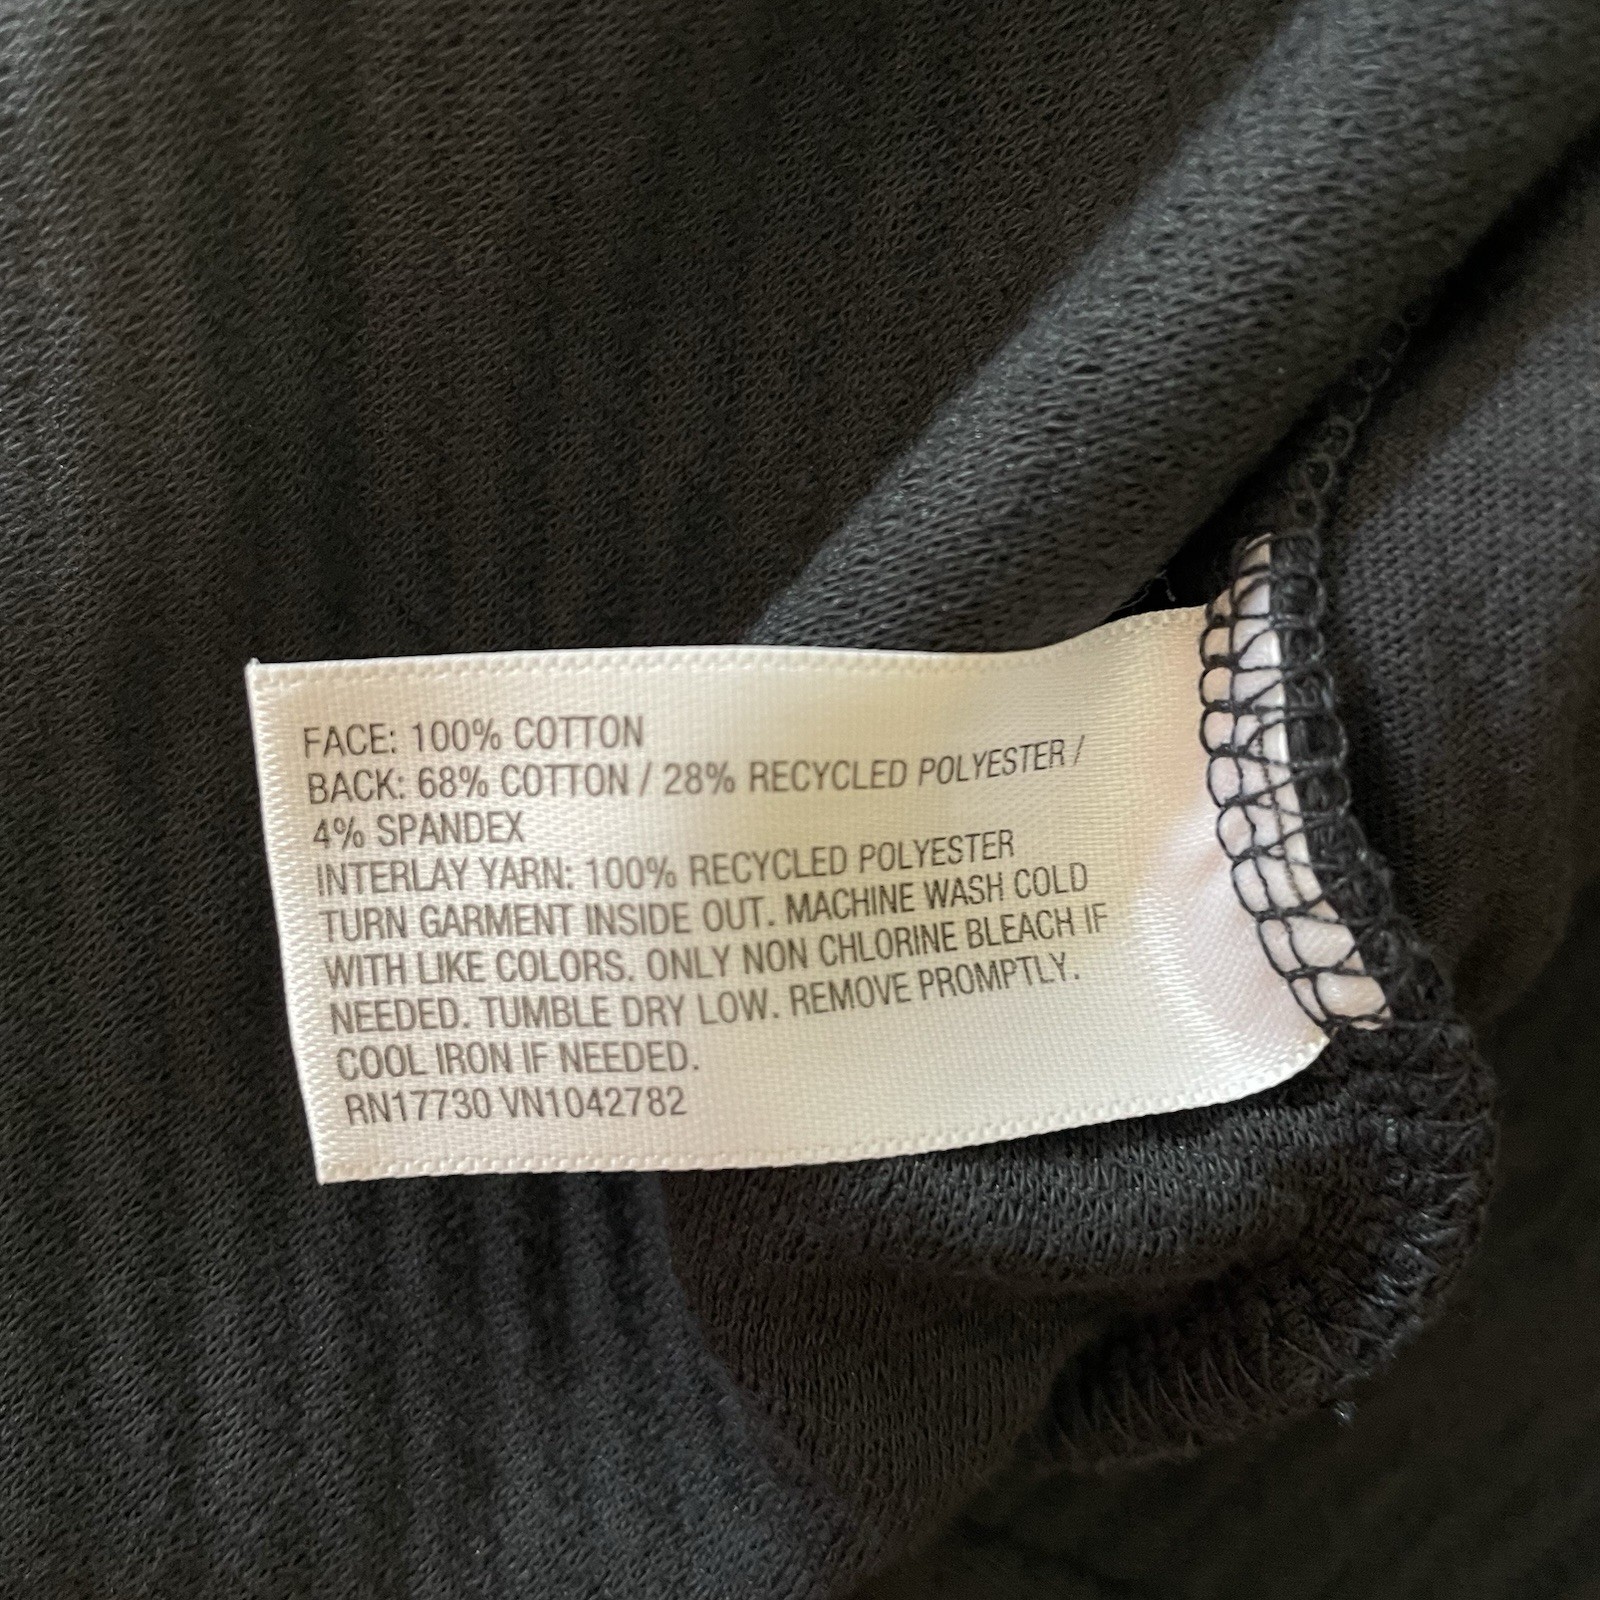 FACE: 100% COTTON
BACK: 68% COTTON / 28% RECYCLED POLYESTER /
4% SPANDEX
INTERLAY YARN: 100% RECYCLED POLYESTER
TURN GARMENT INSIDE OUT. MACHINE WASH COLD
WITH LIKE COLORS. ONLY NON CHLORINE BLEACH IF
NEEDED. TUMBLE DRY LOW. REMOVE PROMPTLY.
COOL IRON IF NEEDED.
RN17730 VN1042782